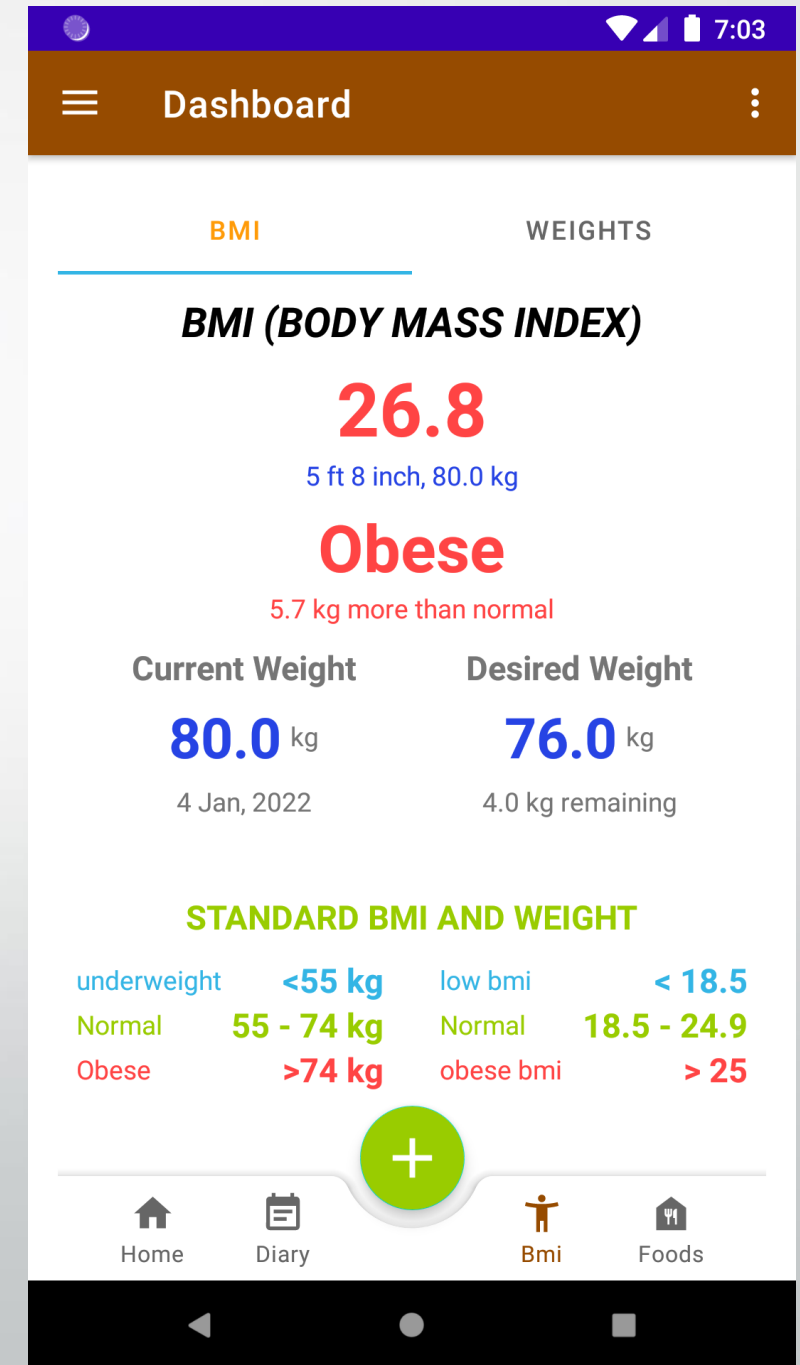 7:03
Dashboard
BMI WEIGHTS
BMI (BODY MASS INDEX)
26.8
5 ft 8 inch, 80.0 kg
Obese
5.7 kg more than normal
Current Weight Desired Weight
80.0 kg 76.0 kg
4 Jan, 2022 4.0 kg remaining
STANDARD BMI AND WEIGHT
underweight <55 kg low bmi < 18.5
Normal 55 - 74 kg Normal 18.5 - 24.9
Obese >74 kg obese bmi > 25
Home Diary Bmi Foods